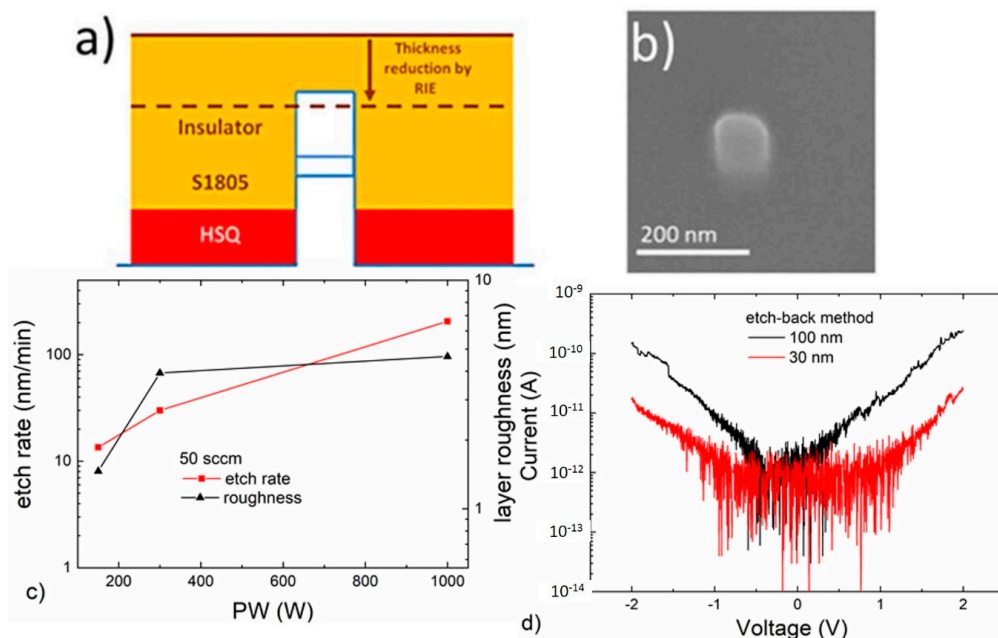 a)
Thickness
reduction by
RIE
Insulator
S1805
HSQ
b)
200 nm
etch rate (nm/min)
100
10
1
50 sccm
etch rate
roughness
10
1
layer roughness (nm)
200 400 600 800 1000
PW (W)
c)
Current (A)
10-9
10-10
10-11
10-12
10-13
10-14
etch-back method
100 nm
30 nm
-2 -1 0 1 2
Voltage (V)
d)